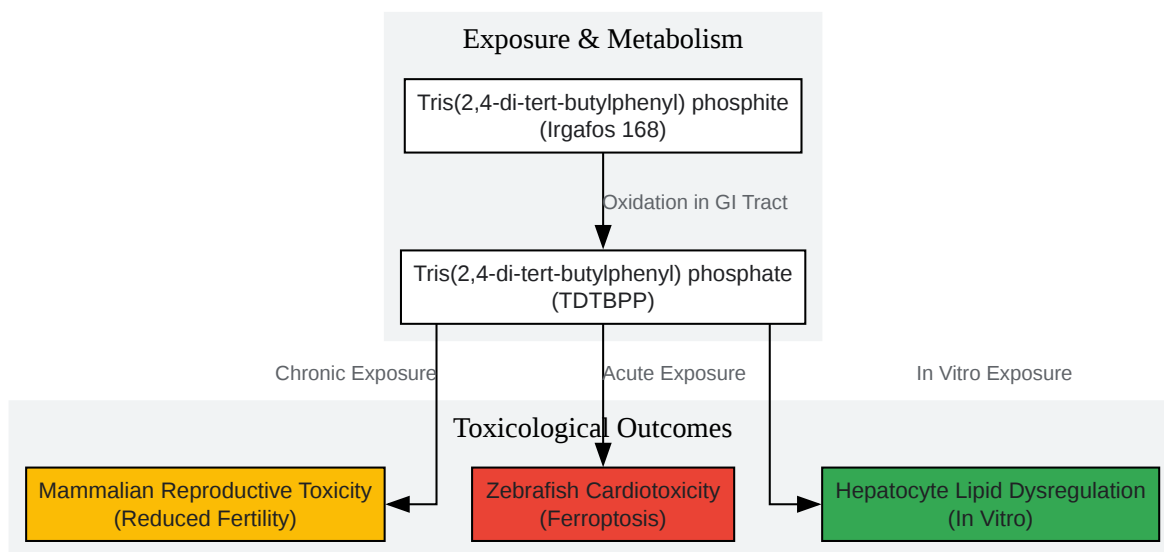 Exposure & Metabolism
Tris(2,4-di-tert-butylphenyl) phosphite
(Irgafos 168)
Oxidation in GI Tract
Tris(2,4-di-tert-butylphenyl) phosphate
(TDTBPP)
Chronic Exposure
Acute Exposure
In Vitro Exposure
Toxicological Outcomes
Mammalian Reproductive Toxicity
(Reduced Fertility)
Zebrafish Cardiotoxicity
(Ferroptosis)
Hepatocyte Lipid Dysregulation
(In Vitro)